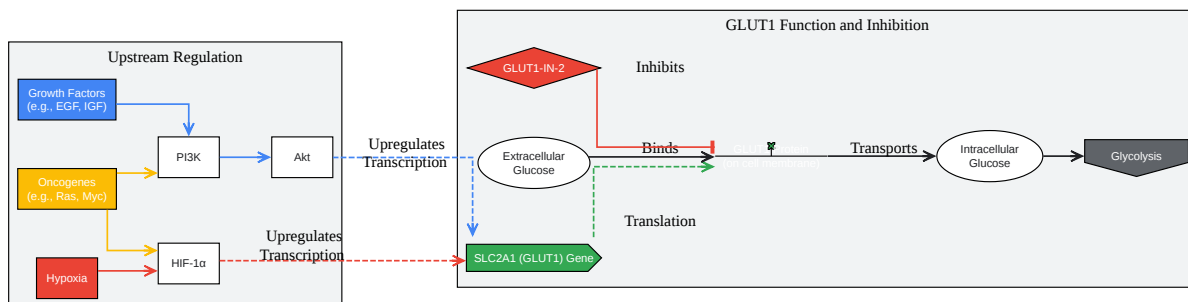 GLUT1 Function and Inhibition
Upstream Regulation
GLUT1-IN-2
Inhibits
Growth Factors
(e.g., EGF, IGF)
PI3K
Akt
Upregulates
Transcription
Extracellular
Glucose
Binds
Transports
Intracellular
Glucose
Glycolysis
Oncogenes
(e.g., Ras, Myc)
Translation
Upregulates
Transcription
HIF-1α
Hypoxia
SLC2A1 (GLUT1) Gene